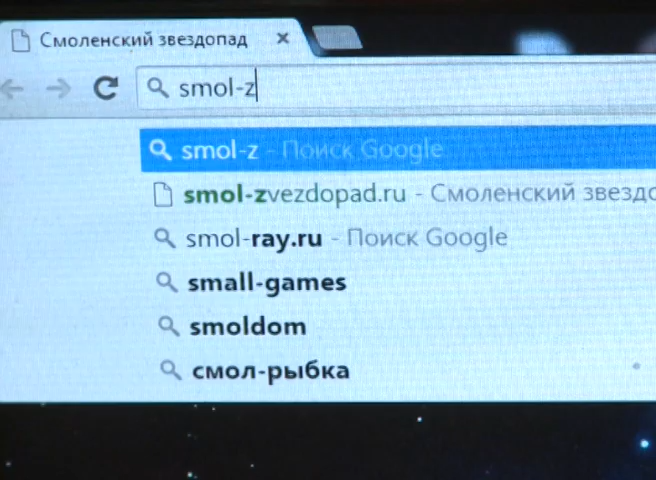 Смоленский звездопад
smol-z
smol-z - Поиск Google
smol-zvezdopad.ru - Смоленский звездо
smol-ray.ru - Поиск Google
small-games
smoldom
смол-рыбка